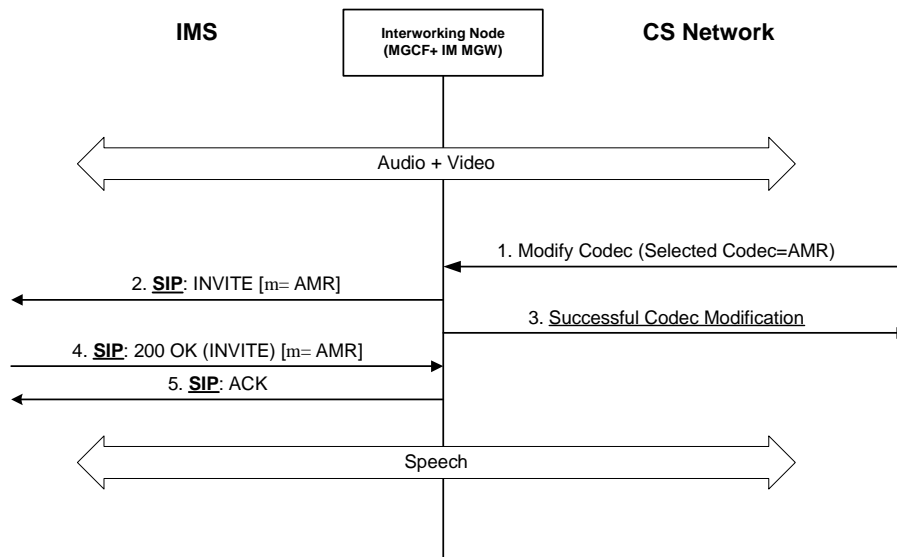 IMS
Interworking Node
(MGCF+ IM MGW)
CS Network
Audio + Video
1. Modify Codec (Selected Codec=AMR)
2. SIP: INVITE [m= AMR]
3. Successful Codec Modification
4. SIP: 200 OK (INVITE) [m= AMR]
5. SIP: ACK
Speech